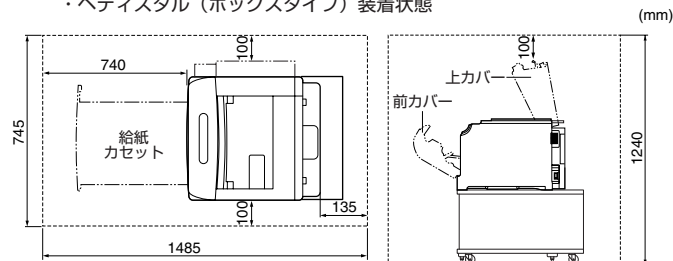 ・ペディスタル（ボックスタイプ）装着状態
(mm)
100
740
745
給紙
カセット
100
135
1485
100
上カバー
前カバー
1240